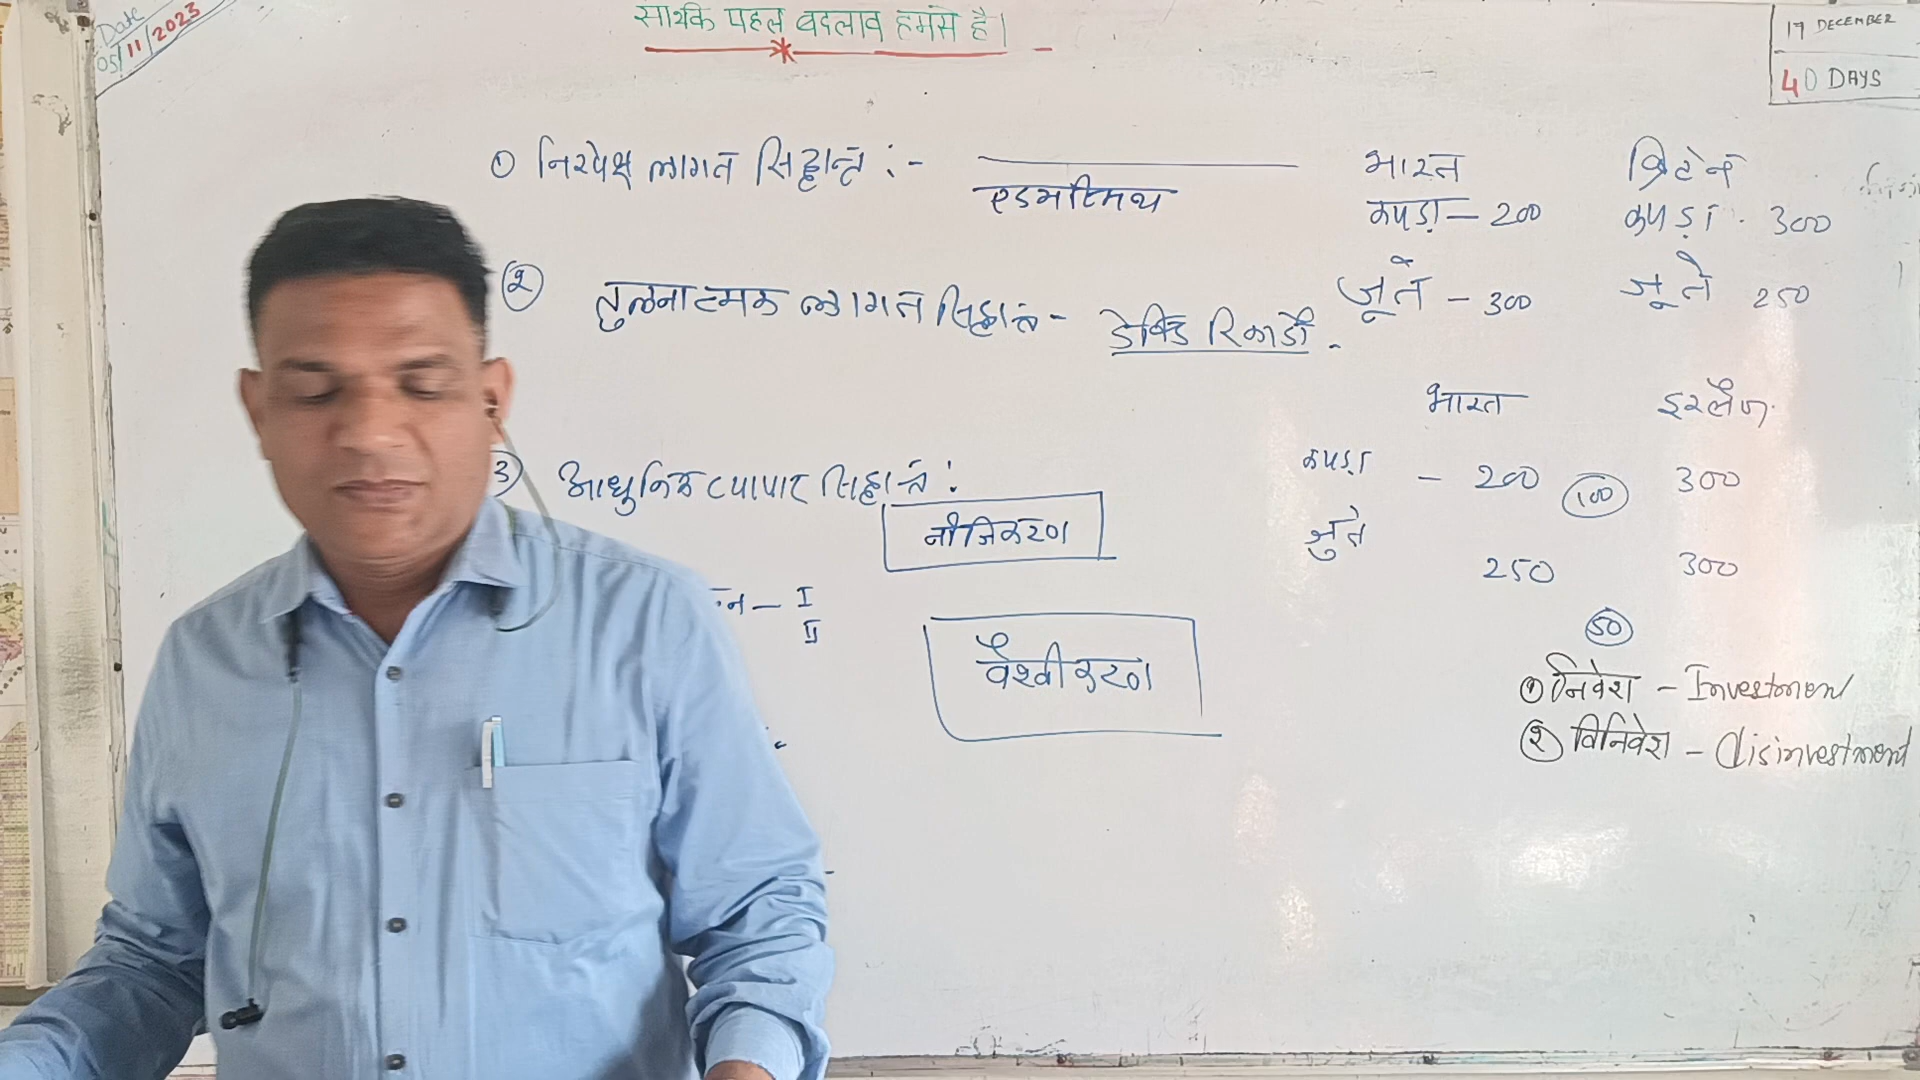 Date
05/11/2023
सार्थक पहल बदलाव हमसे है।
17 DECEMBER
40 DAYS
① निरपेक्ष लागत सिद्धान्त :-
एडमस्मिथ
भारत ब्रिटेन
कपड़ा - 200 कपड़ा 300
जूते - 300 जूते 250
② तुलनात्मक लागत सिद्धांत - डेविड रिकार्डो -
भारत
कपड़ा - 200 100 300
जुते 250 300
50
3 आधुनिक व्यापार सिद्धान्त :
नीजिकरण
न - I
II
वैश्वीकरण
① निवेश - Investment
② विनिवेश - disinvestment